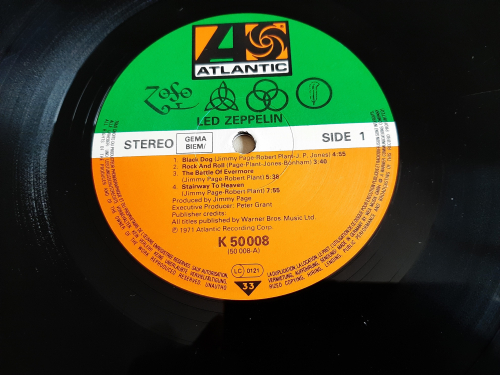 ATLANTIC
LED ZEPPELIN
STEREO
GEMA
BIEM/
SIDE 1
1. Black Dog (Jimmy Page-Robert Plant-J. P. Jones) 4:55
2. Rock And Roll (Page-Plant-Jones-Bonham) 3:40
3. The Battle Of Evermore
(Jimmy Page-Robert Plant) 5:38
4. Stairway To Heaven
(Jimmy Page-Robert Plant) 7:55
Produced by Jimmy Page
Executive Producer: Peter Grant
Publisher credits:
All titles published by Warner Bros. Music Ltd.
℗ 1971 Atlantic Recording Corp.
K 50 008
(50 008-A)
LC 0121
33